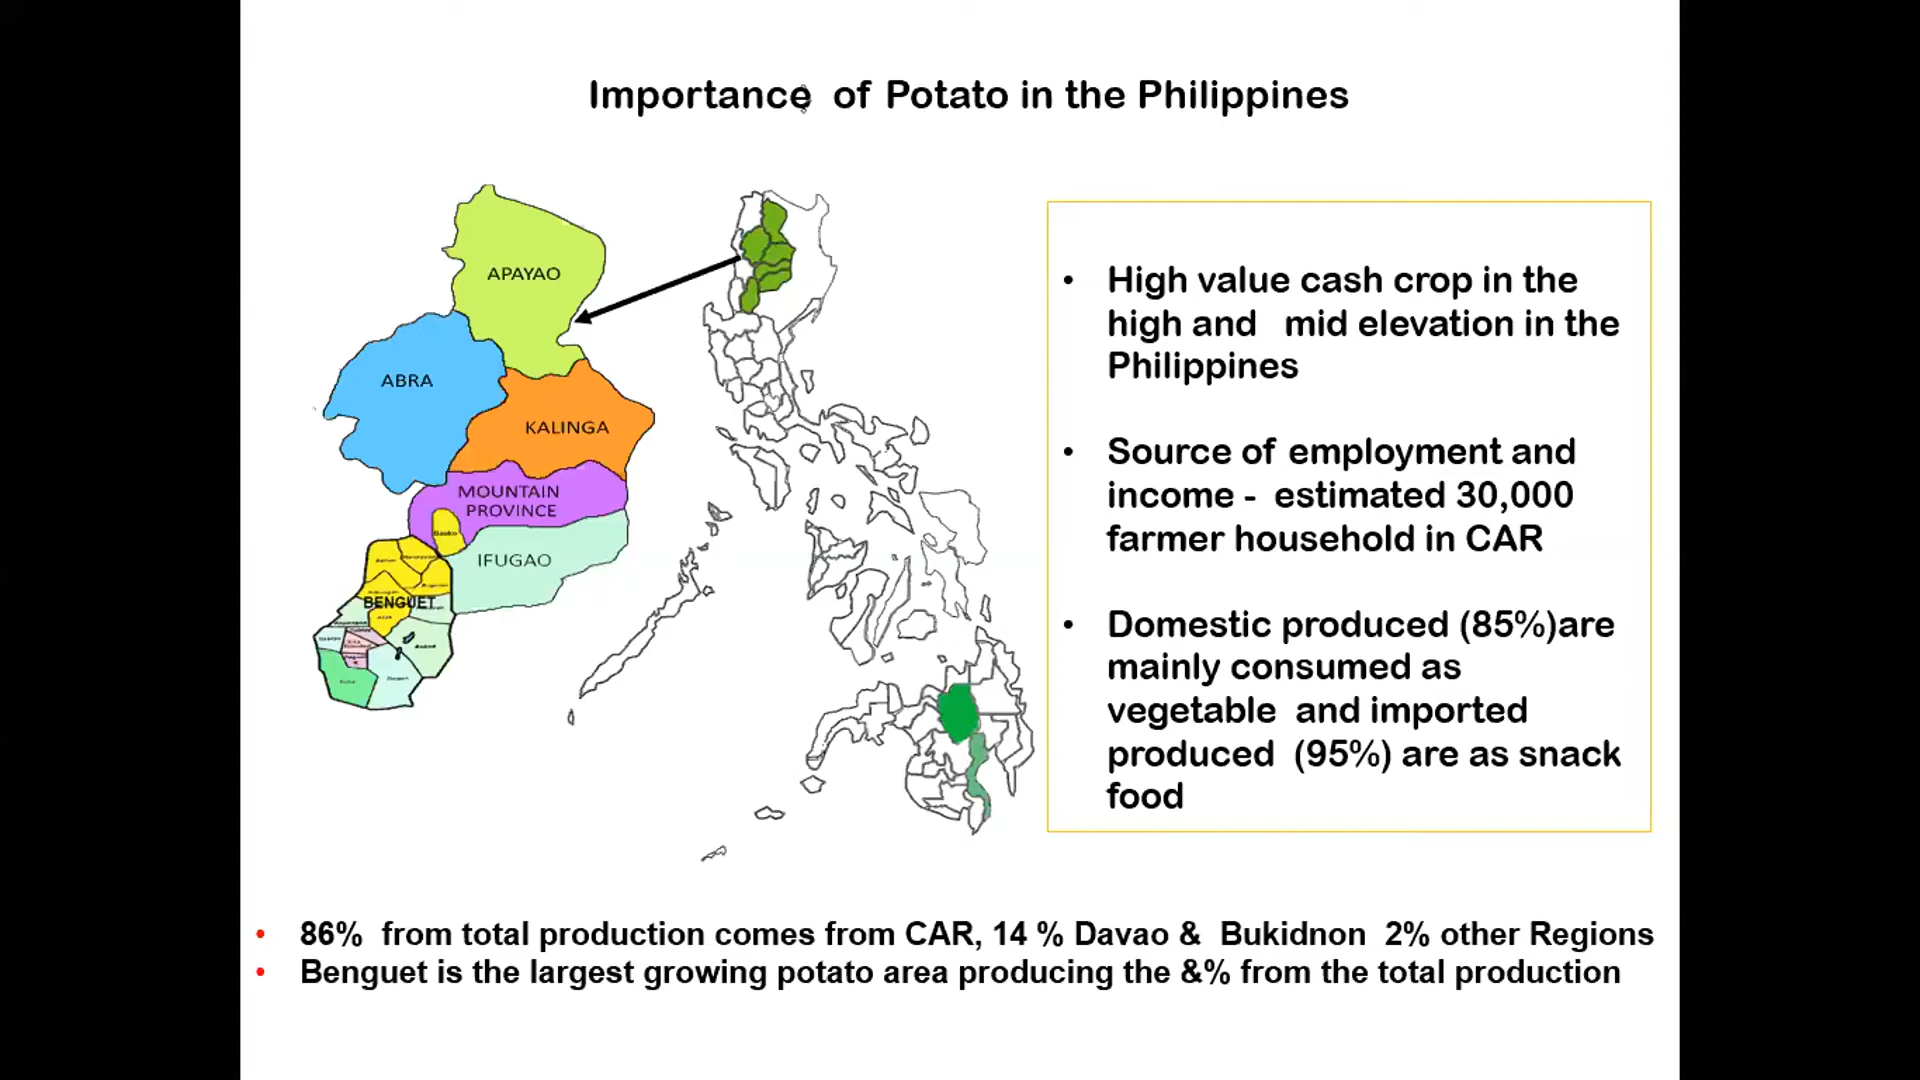 Importance of Potato in the Philippines
APAYAO
ABRA
KALINGA
MOUNTAIN
PROVINCE
IFUGAO
BENGUET
• High value cash crop in the
high and mid elevation in the
Philippines
• Source of employment and
income - estimated 30,000
farmer household in CAR
• Domestic produced (85%)are
mainly consumed as
vegetable and imported
produced (95%) are as snack
food
• 86% from total production comes from CAR, 14 % Davao & Bukidnon 2% other Regions
• Benguet is the largest growing potato area producing the &% from the total production